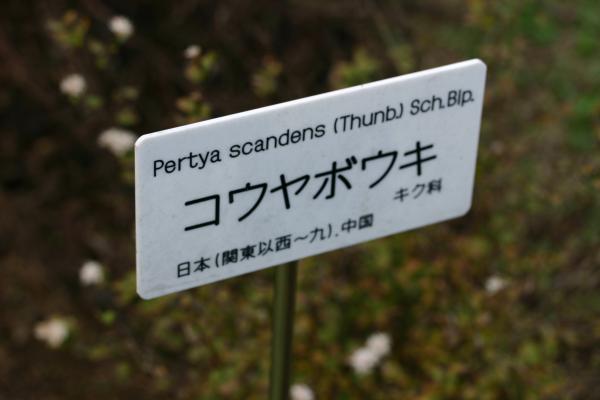 Pertya scandens (Thunb.) Sch.Bip.
コウヤボウキ
キク科
日本(関東以西～九),中国